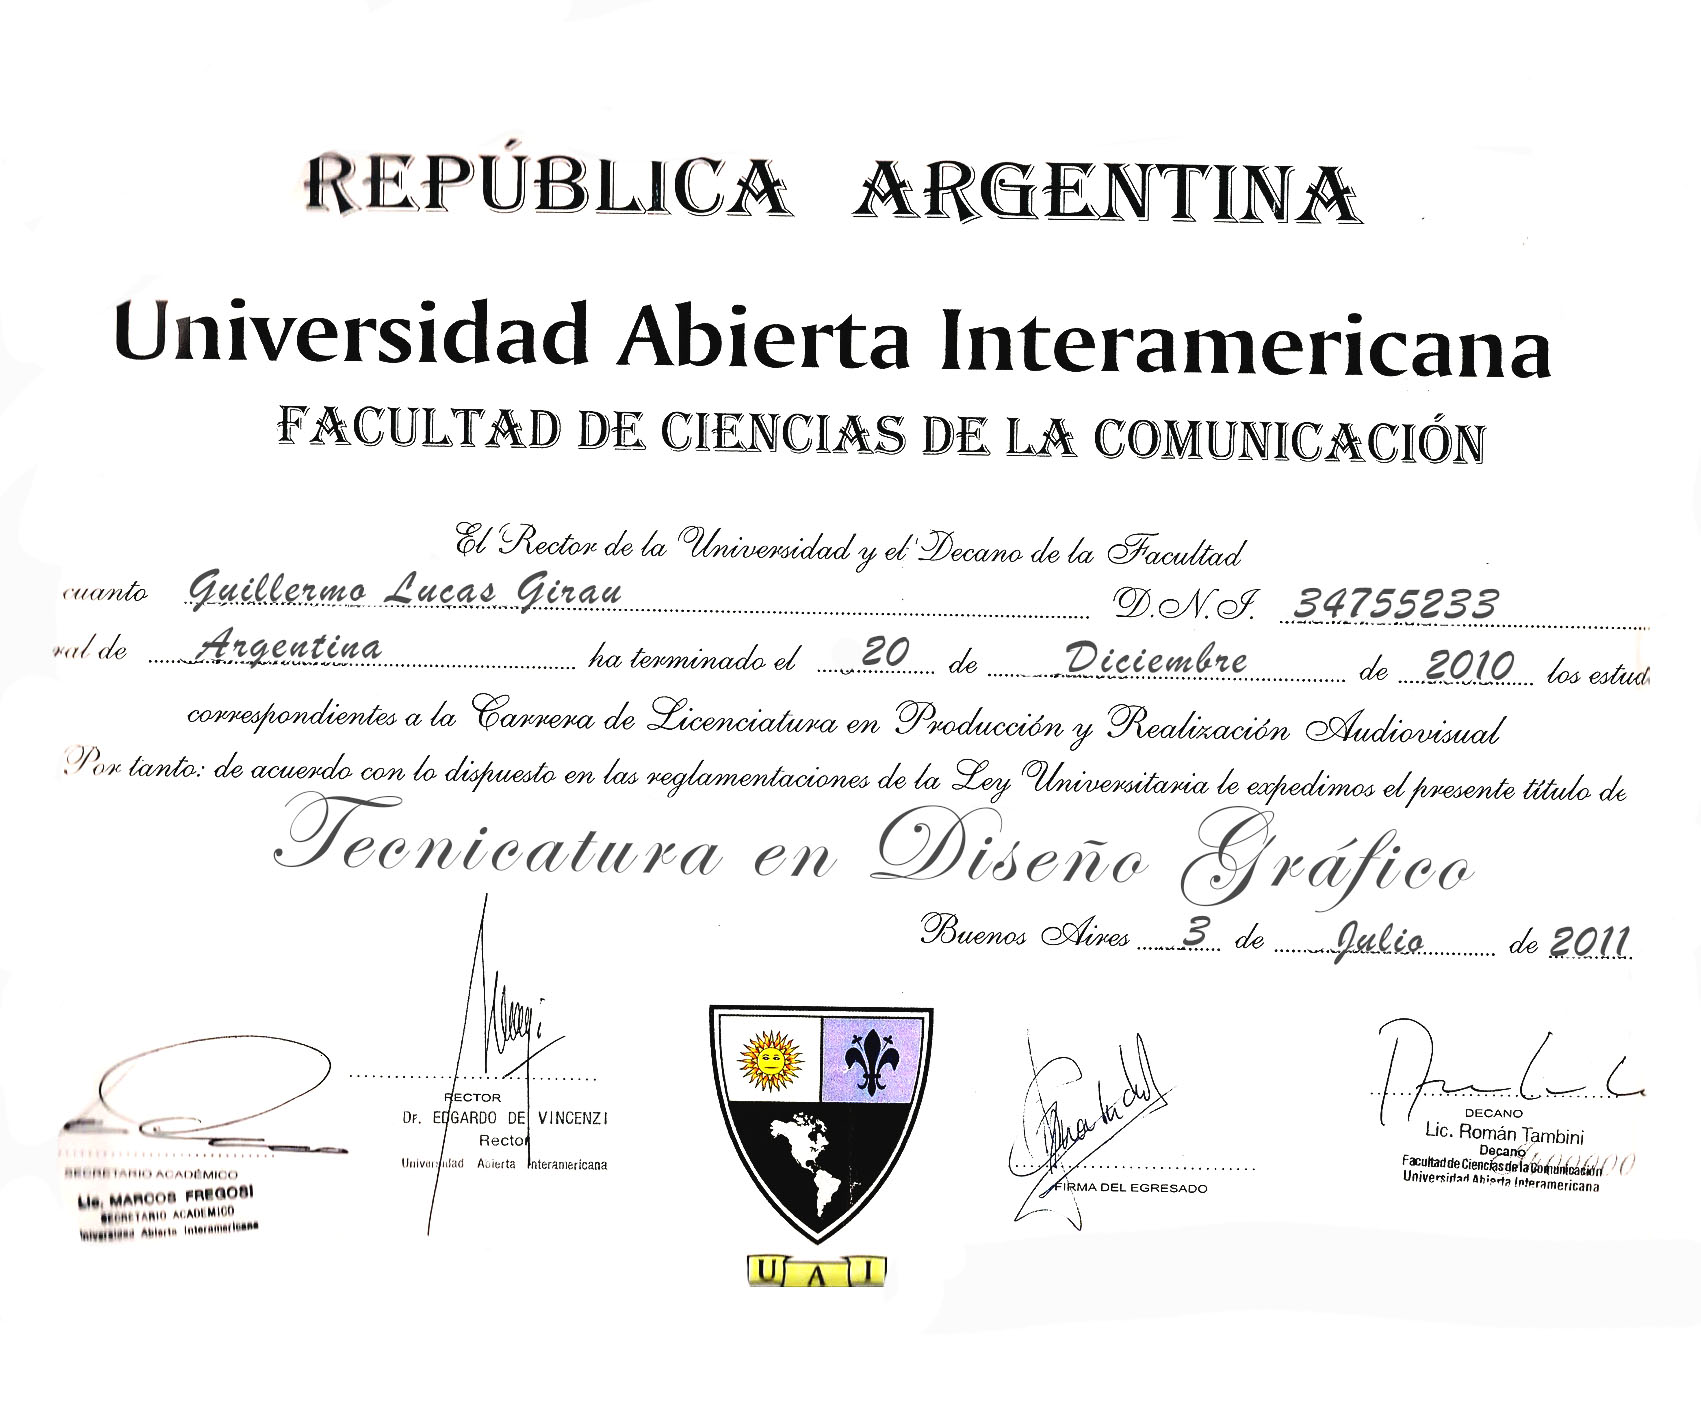 REPÚBLICA ARGENTINA
Universidad Abierta Interamericana
FACULTAD DE CIENCIAS DE LA COMUNICACIÓN
El Rector de la Universidad y el Decano de la Facultad
cuanto Guillermo Lucas Girau D.N.I. 34755233
ral de Argentina ha terminado el 20 de Diciembre de 2010 los estud
correspondientes a la Carrera de Licenciatura en Producción y Realización Audiovisual
Por tanto: de acuerdo con lo dispuesto en las reglamentaciones de la Ley Universitaria le expedimos el presente título de
Tecnicatura en Diseño Gráfico
Buenos Aires 3 de Julio de 2011
SECRETARIO ACADÉMICO
Lic. MARCOS FREGOSI
SECRETARIO ACADEMICO
Universidad Abierta Interamericana
RECTOR
Dr. EDGARDO DE VINCENZI
Rector
Universidad Abierta Interamericana
U A I
FIRMA DEL EGRESADO
DECANO
Lic. Román Tambini
Decano
Facultad de Ciencias de la Comunicación
Universidad Abierta Interamericana